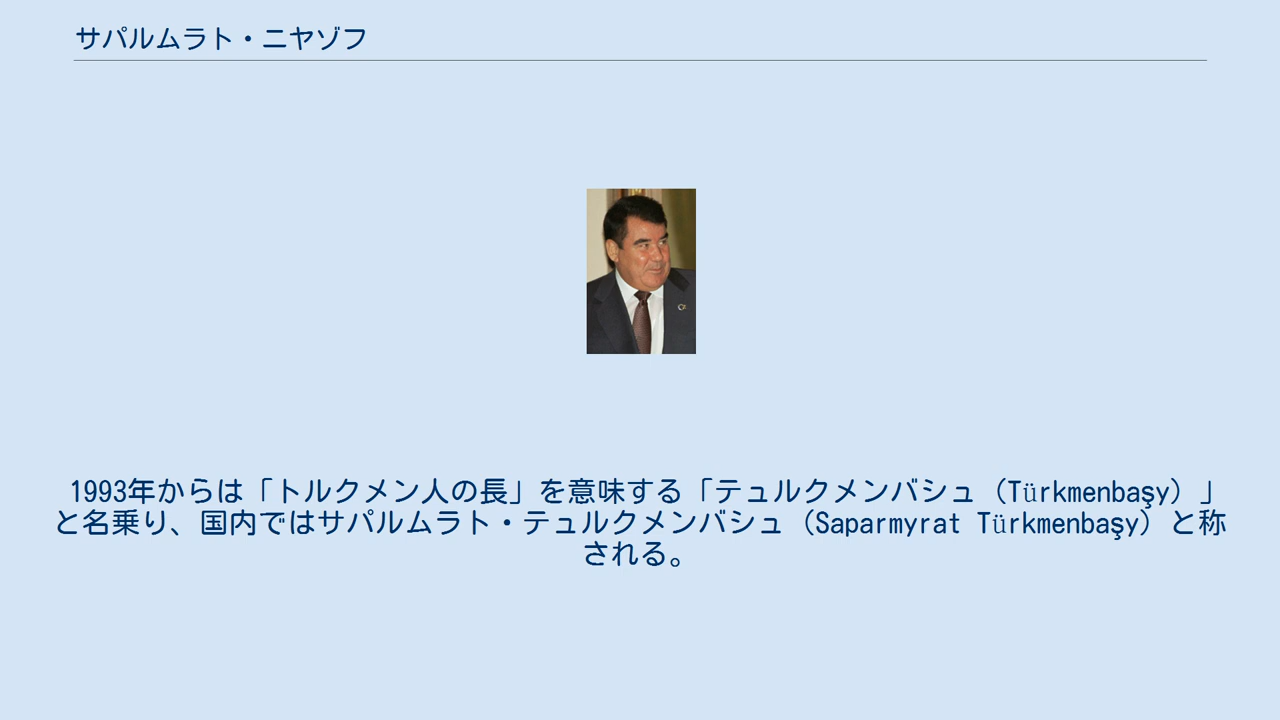 サパルムラト・ニヤゾフ
1993年からは「トルクメン人の長」を意味する「テュルクメンバシュ（Türkmenbaşy）」
と名乗り、国内ではサパルムラト・テュルクメンバシュ（Saparmyrat Türkmenbaşy）と称
される。